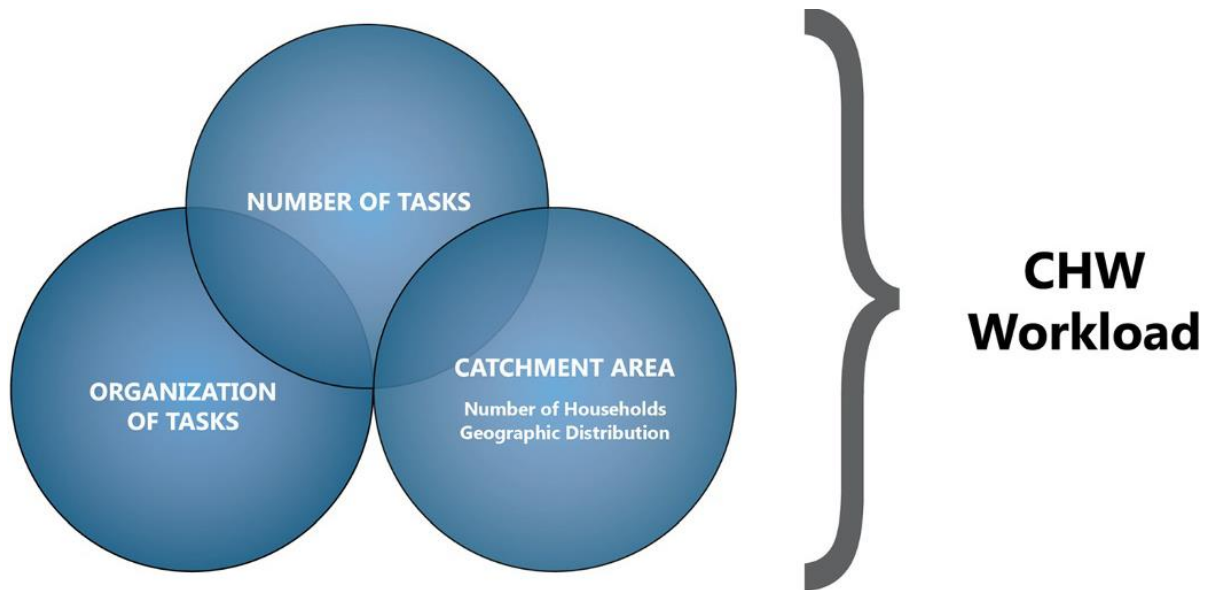 NUMBER OF TASKS
ORGANIZATION
OF TASKS
CATCHMENT AREA
Number of Households
Geographic Distribution
CHW
Workload